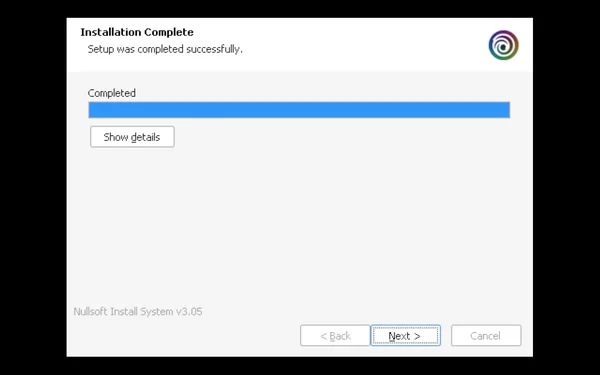 Installation Complete
Setup was completed successfully.
Completed
Show details
Nullsoft Install System v3.05
< Back
Next >
Cancel